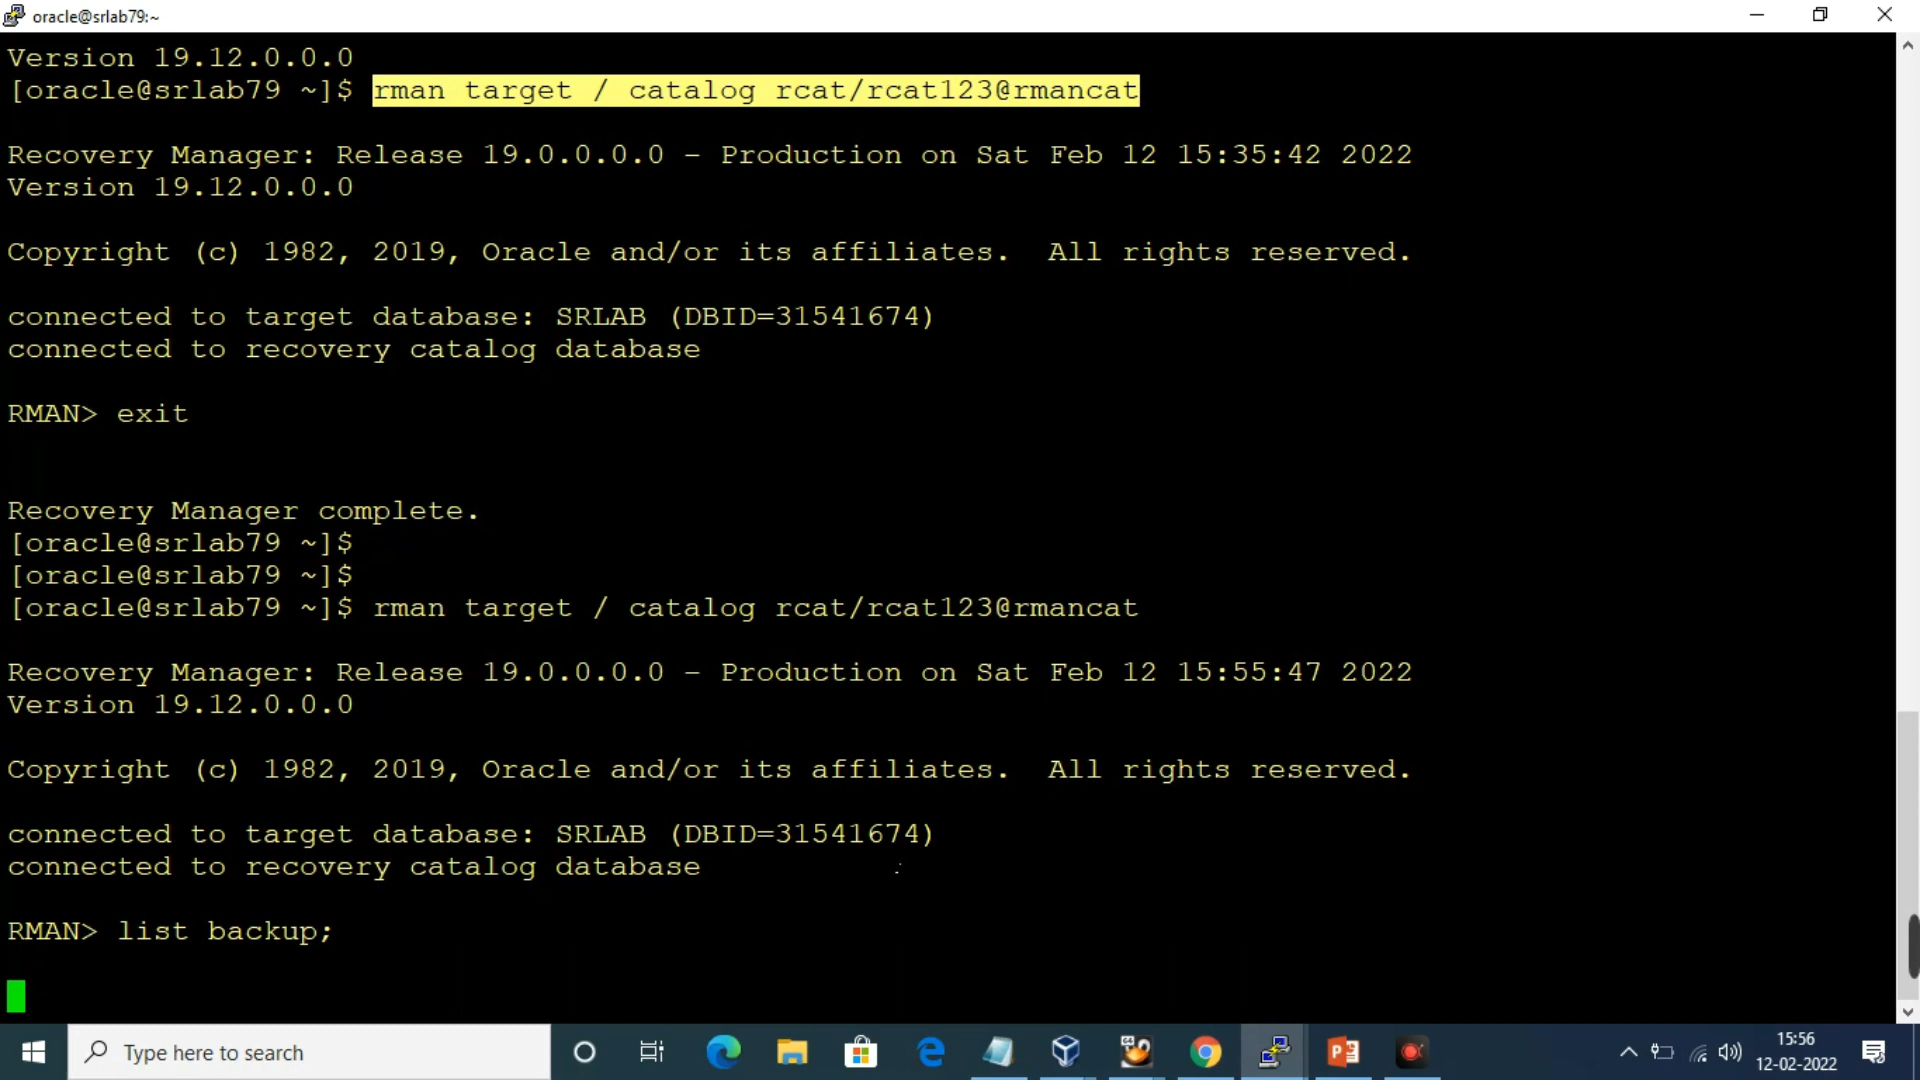 oracle@srlab79:~
Version 19.12.0.0.0
[oracle@srlab79 ~]$ rman target / catalog rcat/rcat123@rmancat
Recovery Manager: Release 19.0.0.0.0 - Production on Sat Feb 12 15:35:42 2022
Version 19.12.0.0.0
Copyright (c) 1982, 2019, Oracle and/or its affiliates.  All rights reserved.
connected to target database: SRLAB (DBID=31541674)
connected to recovery catalog database
RMAN> exit
Recovery Manager complete.
[oracle@srlab79 ~]$
[oracle@srlab79 ~]$
[oracle@srlab79 ~]$ rman target / catalog rcat/rcat123@rmancat
Recovery Manager: Release 19.0.0.0.0 - Production on Sat Feb 12 15:55:47 2022
Version 19.12.0.0.0
Copyright (c) 1982, 2019, Oracle and/or its affiliates.  All rights reserved.
connected to target database: SRLAB (DBID=31541674)
connected to recovery catalog database
RMAN> list backup;
Type here to search
15:56
12-02-2022